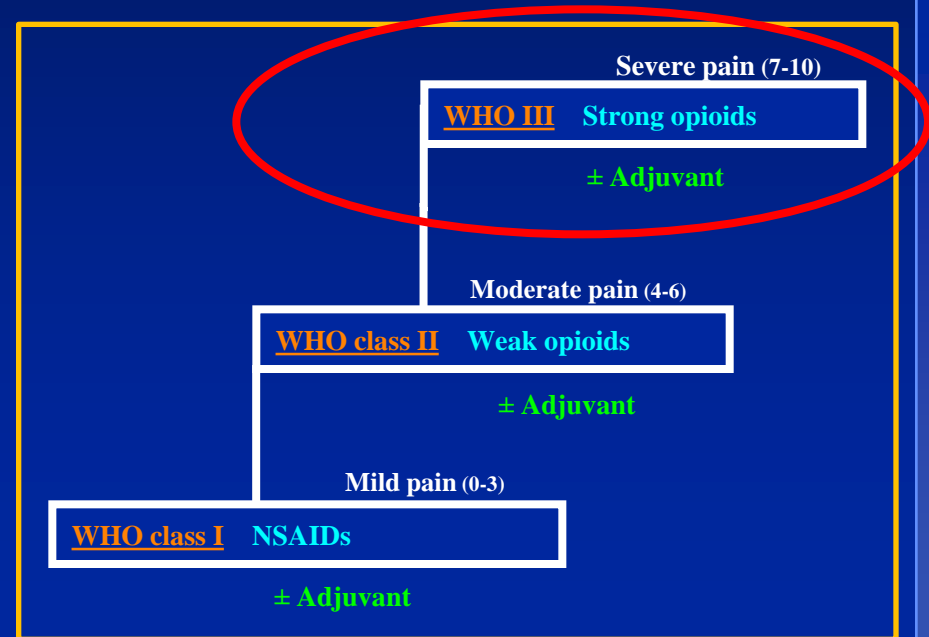 Severe pain (7-10)
WHO III Strong opioids
± Adjuvant
Moderate pain (4-6)
WHO class II Weak opioids
± Adjuvant
Mild pain (0-3)
WHO class I NSAIDs
± Adjuvant